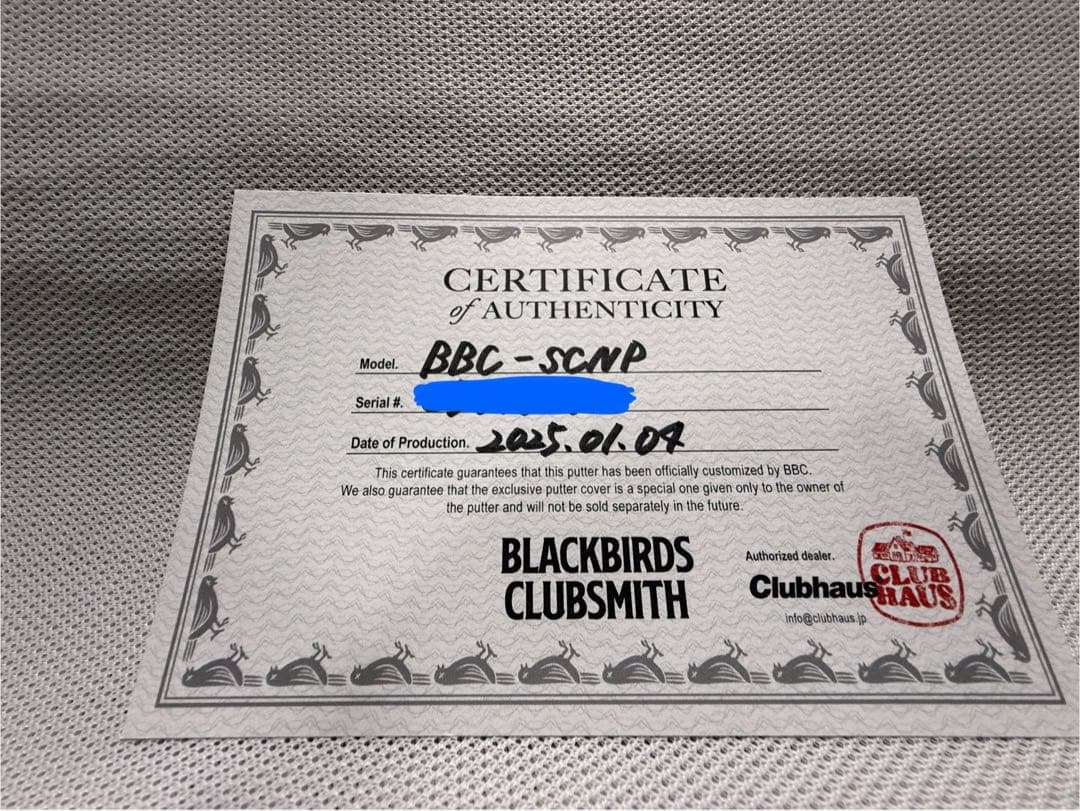 CERTIFICATE
of AUTHENTICITY
Model. BBC-SCNP
Serial #.
Date of Production. 2025.01.04
This certificate guarantees that this putter has been officially customized by BBC.
We also guarantee that the exclusive putter cover is a special one given only to the owner of
the putter and will not be sold separately in the future.
BLACKBIRDS
CLUBSMITH
Authorized dealer.
Clubhaus
info@clubhaus.jp
CLUB
HAUS